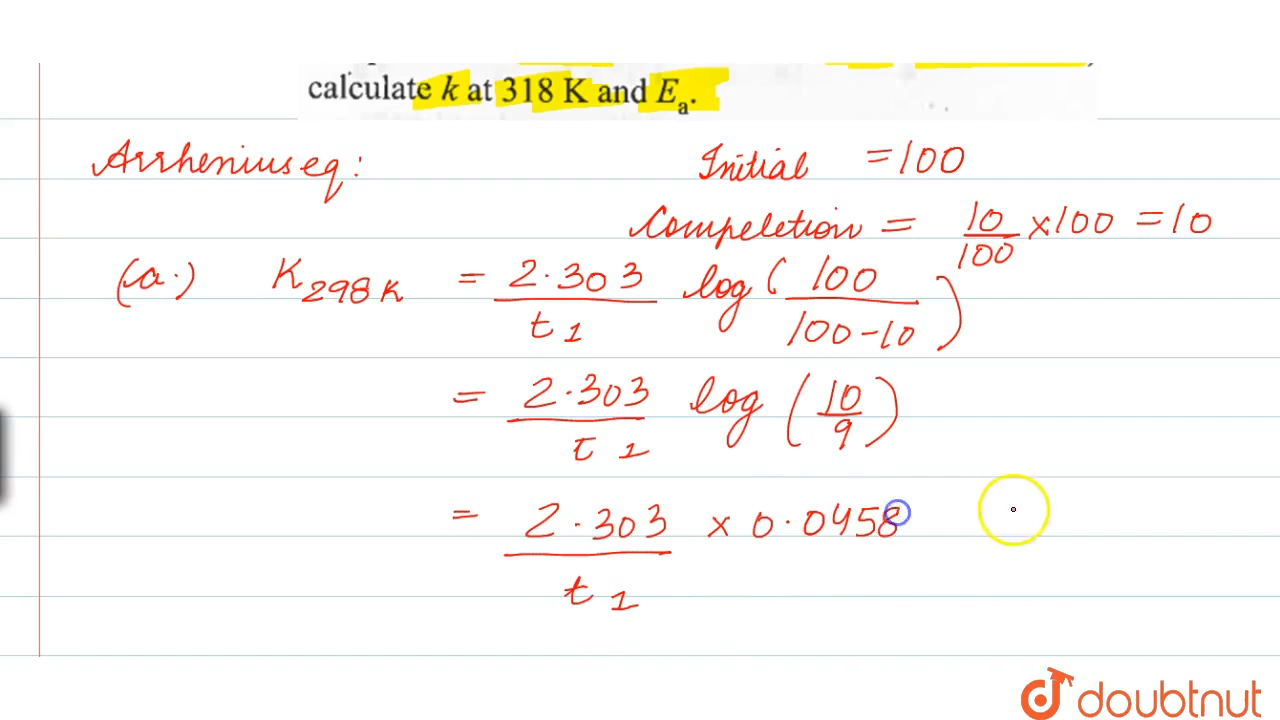 calculate k at 318 K and Eₐ.
Arrhenius eq:
Initial = 100
Compeletion = 10/100 × 100 = 10
(a.) K₂₉₈ₖ = 2.303/t₁ log (100/(100-10))
= 2.303/t₁ log (10/9)
= 2.303/t₁ × 0.0458
doubtnut